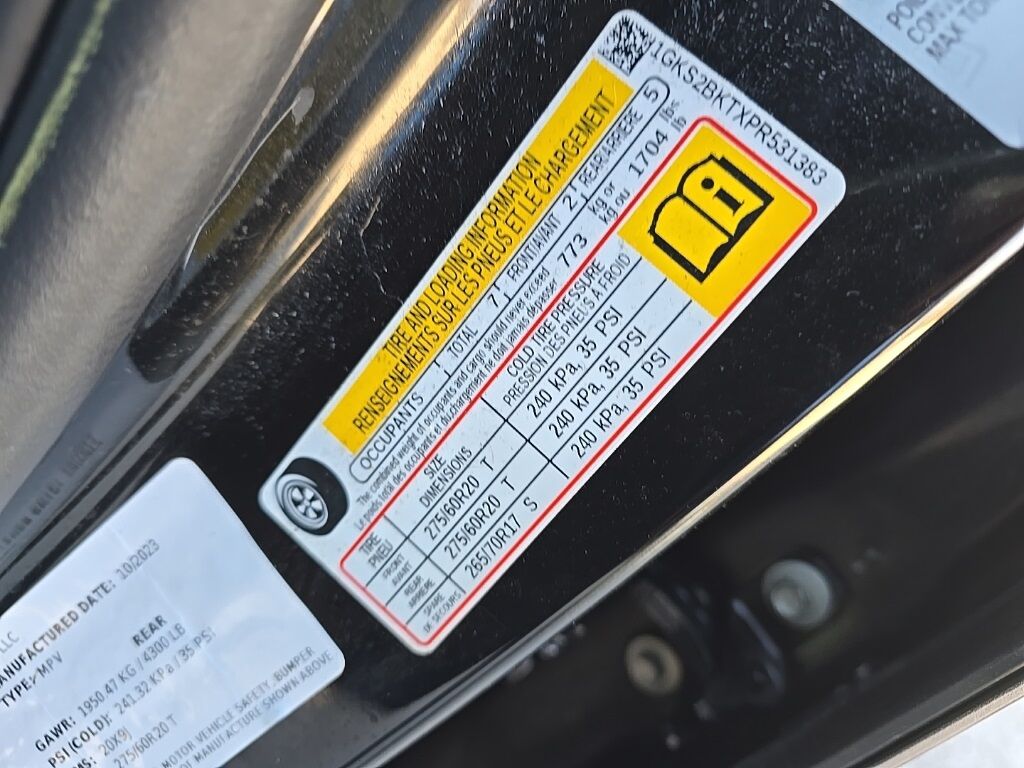 1GKS2BKTXPR531383
TIRE AND LOADING INFORMATION
RENSEIGNEMENTS SUR LES PNEUS ET LE CHARGEMENT
OCCUPANTS TOTAL 7 FRONT/AVANT 2 REAR/ARRIERE 5
The combined weight of occupants and cargo should never exceed 773 kg or 1704 lbs.
Le poids total des occupants et du chargement ne doit jamais dépasser kg ou lb
TIRE SIZE COLD TIRE PRESSURE
PNEU DIMENSIONS PRESSION DES PNEUS A FROID
FRONT 275/60R20 T 240 kPa, 35 PSI
AVANT
REAR 275/60R20 T 240 kPa, 35 PSI
ARRIERE
SPARE 265/70R17 S 240 kPa, 35 PSI
DE SECOURS
LLC
MANUFACTURED DATE: 10/2023
TYPE: MPV
REAR
GAWR: 1950.47 KG / 4300 LB
PSI(COLD): 241.32 KPa / 35 PSI
20X9J
275/60R20 T
MOTOR VEHICLE SAFETY, BUMPER
OF MANUFACTURE SHOWN ABOVE
MAX